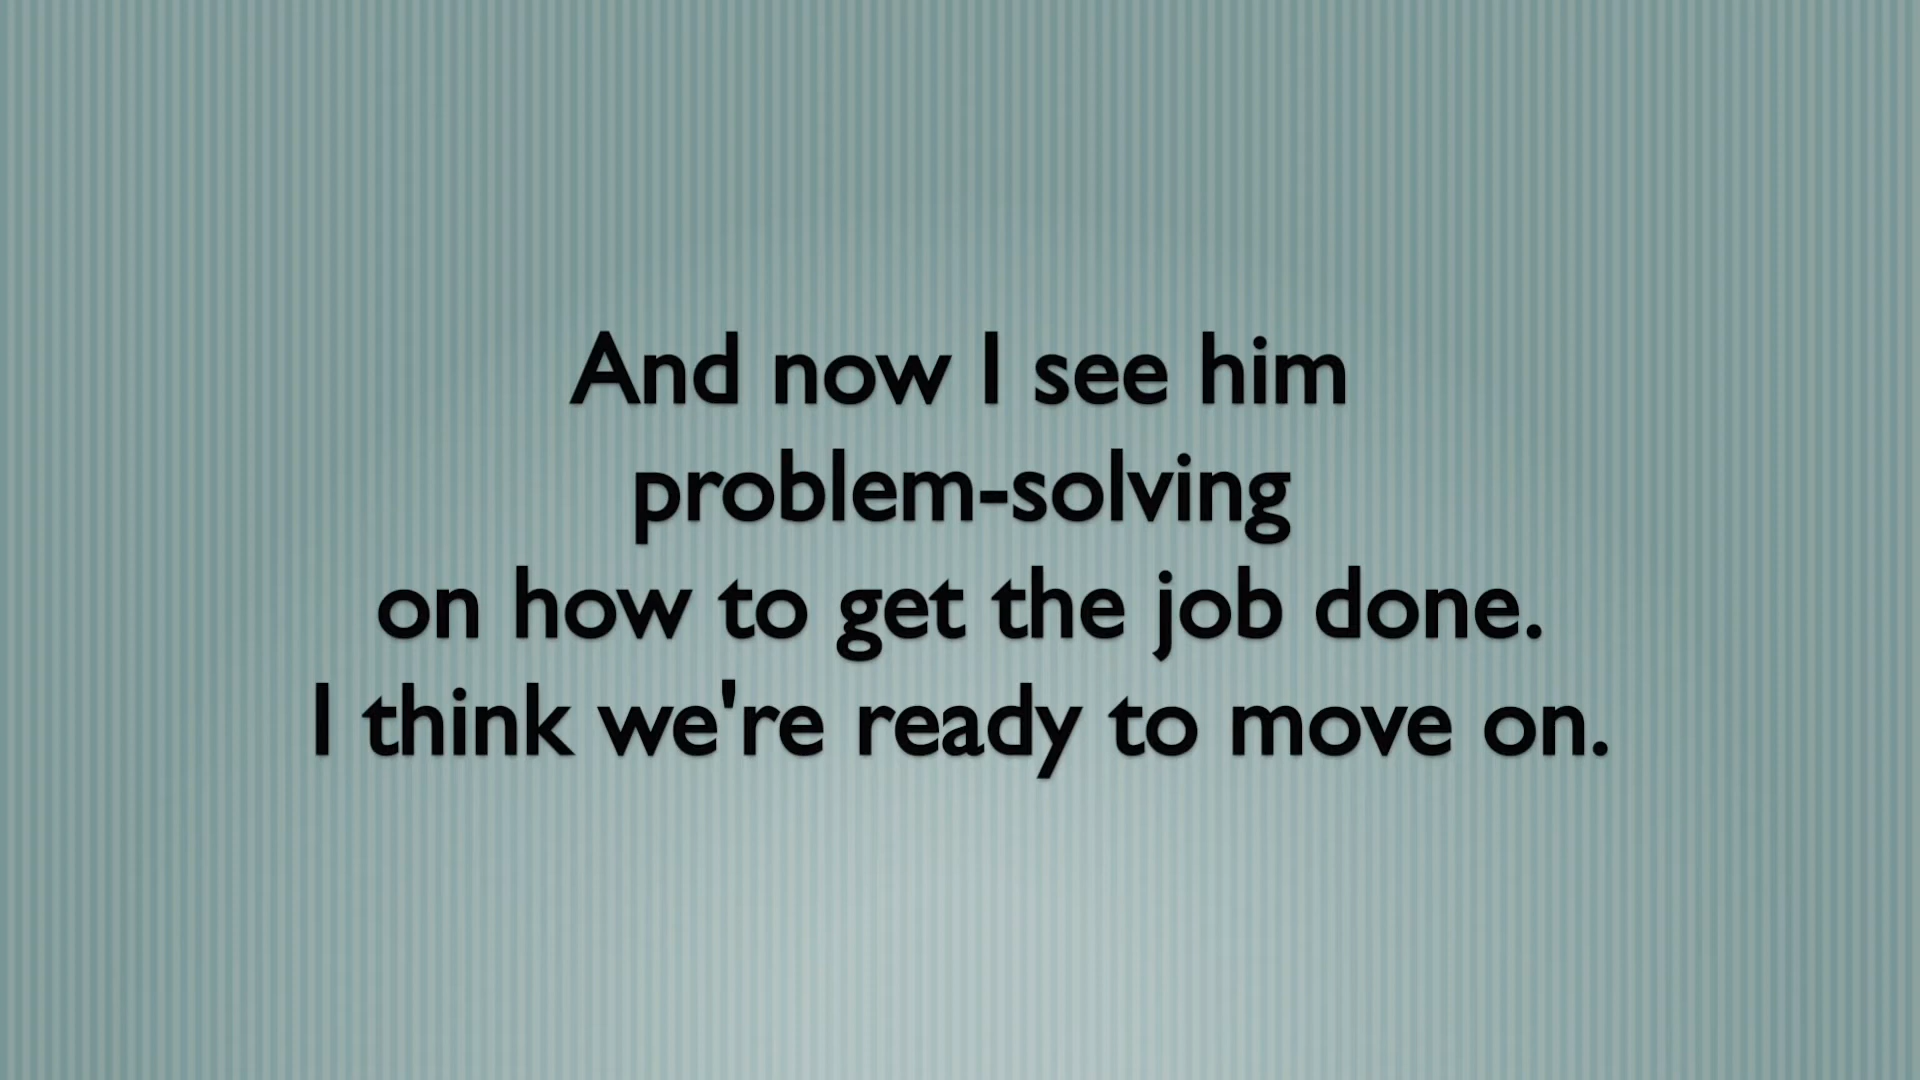 And now I see him
problem-solving
on how to get the job done.
I think we're ready to move on.